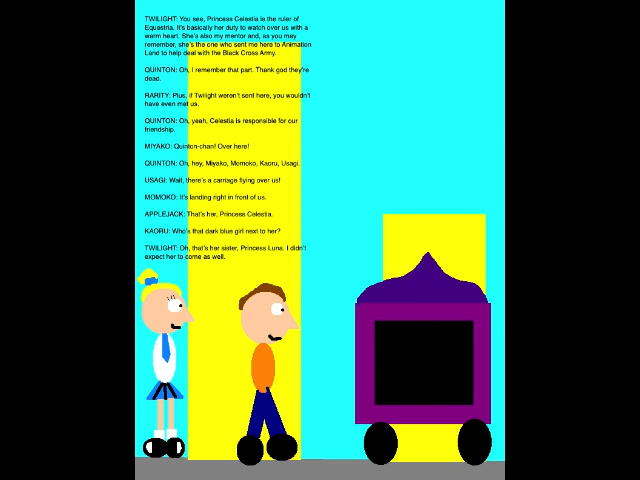 TWILIGHT: You see, Princess Celestia is the ruler of
Equestria. It's basically her duty to watch over us with a
warm heart. She's also my mentor and, as you may
remember, she's the one who sent me here to Animation
Land to help deal with the Black Cross Army.
QUINTON: Oh, I remember that part. Thank god they're
dead.
RARITY: Plus, if Twilight weren't sent here, you wouldn't
have even met us.
QUINTON: Oh, yeah, Celestia is responsible for our
friendship.
MIYAKO: Quinton-chan! Over here!
QUINTON: Oh, hey, Miyako, Momoko, Kaoru, Usagi.
USAGI: Wait, there's a carriage flying over us!
MOMOKO: It's landing right in front of us.
APPLEJACK: That's her, Princess Celestia.
KAORU: Who's that dark blue girl next to her?
TWILIGHT: Oh, that's her sister, Princess Luna. I didn't
expect her to come as well.